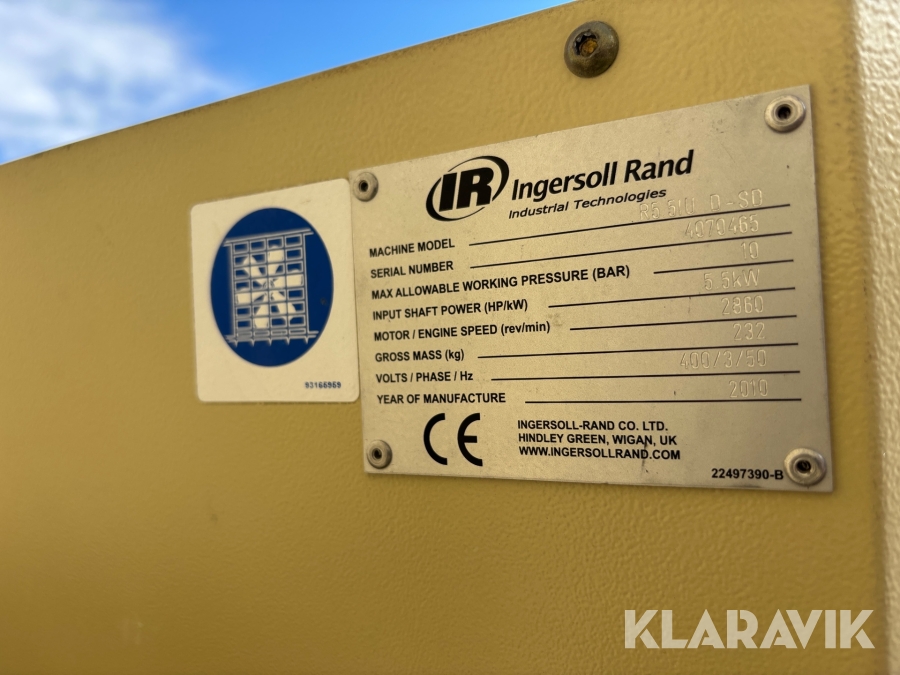 IR Ingersoll Rand
Industrial Technologies
MACHINE MODEL
SERIAL NUMBER 4070465
MAX ALLOWABLE WORKING PRESSURE (BAR) 10
INPUT SHAFT POWER (HP/kW) 5.5kW
MOTOR / ENGINE SPEED (rev/min) 2860
GROSS MASS (kg) 232
VOLTS / PHASE / Hz 400/3/50
YEAR OF MANUFACTURE 2010
CE
INGERSOLL-RAND CO. LTD.
HINDLEY GREEN, WIGAN, UK
WWW.INGERSOLLRAND.COM
22497390-B
93166969
KLARAVIK